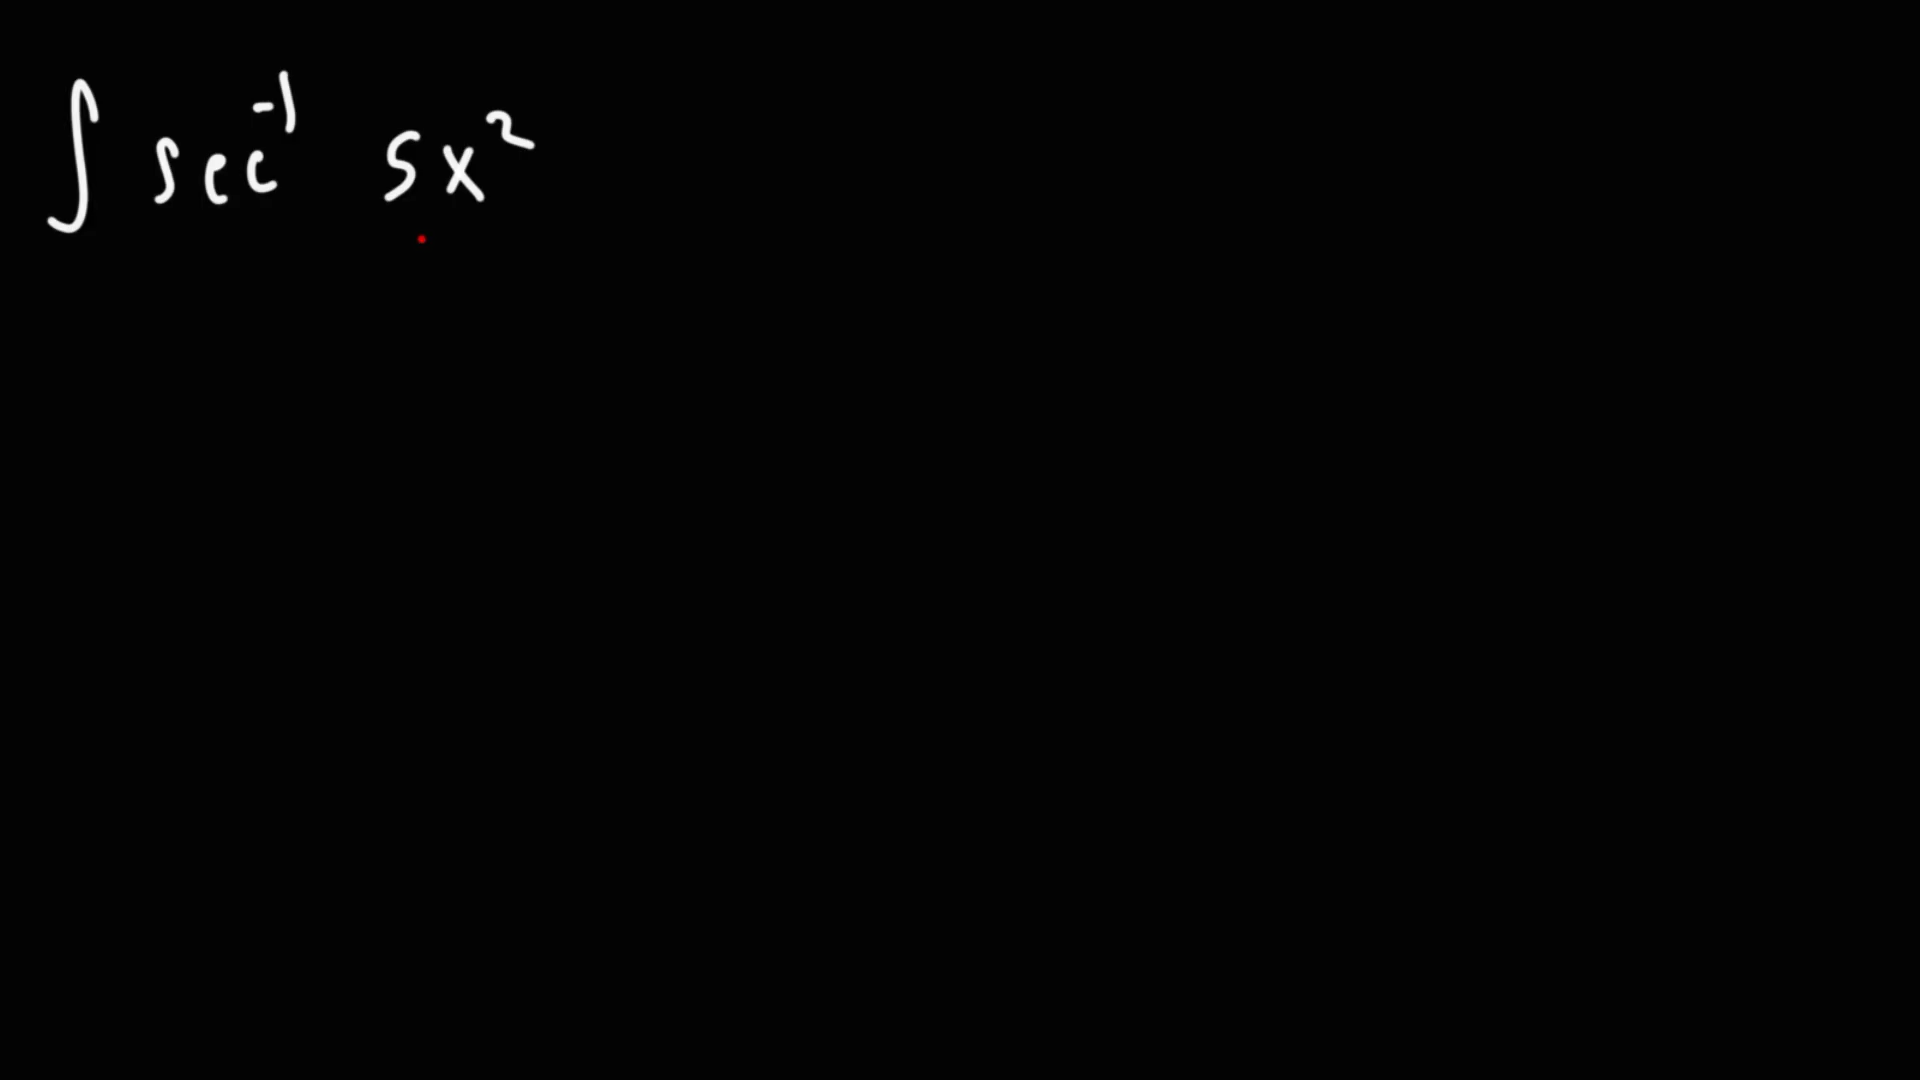 ∫ sec⁻¹ 5x²